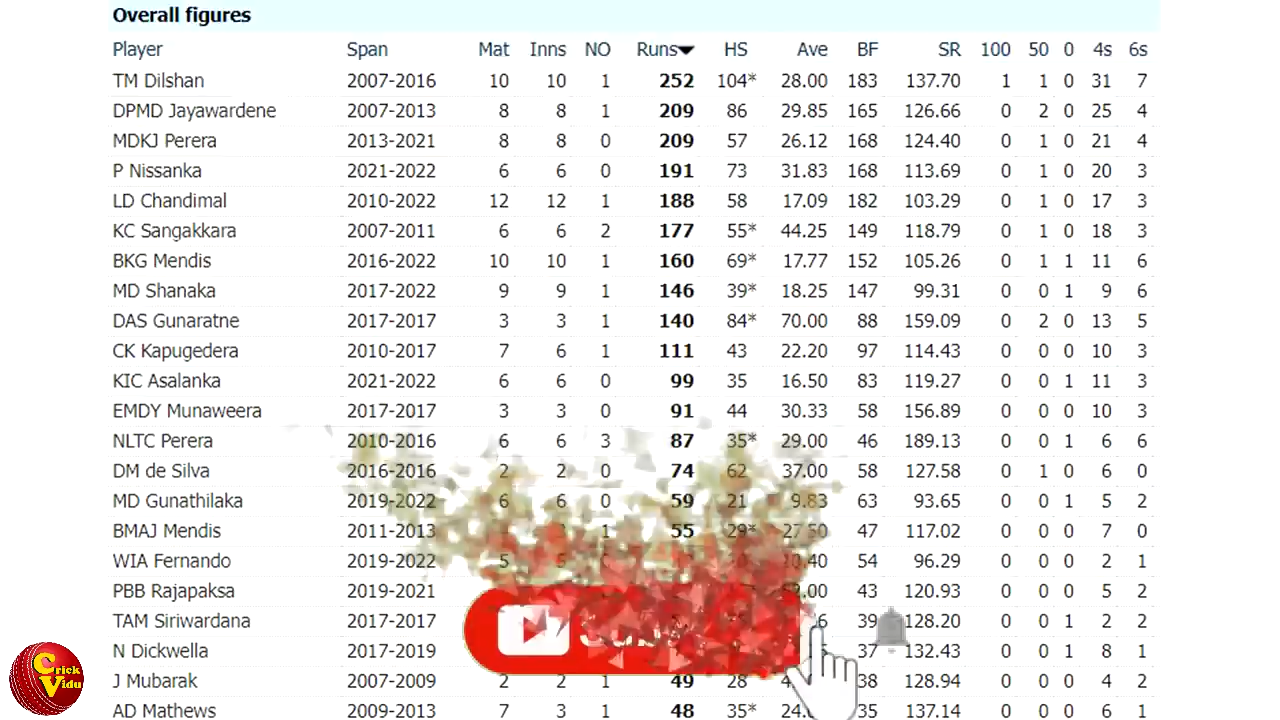 Overall figures
Player Span Mat Inns NO Runs HS Ave BF SR 100 50 0 4s 6s
TM Dilshan 2007-2016 10 10 1 252 104* 28.00 183 137.70 1 1 0 31 7
DPMD Jayawardene 2007-2013 8 8 1 209 86 29.85 165 126.66 0 2 0 25 4
MDKJ Perera 2013-2021 8 8 0 209 57 26.12 168 124.40 0 1 0 21 4
P Nissanka 2021-2022 6 6 0 191 73 31.83 168 113.69 0 1 0 20 3
LD Chandimal 2010-2022 12 12 1 188 58 17.09 182 103.29 0 1 0 17 3
KC Sangakkara 2007-2011 6 6 2 177 55* 44.25 149 118.79 0 1 0 18 3
BKG Mendis 2016-2022 10 10 1 160 69* 17.77 152 105.26 0 1 1 11 6
MD Shanaka 2017-2022 9 9 1 146 39* 18.25 147 99.31 0 0 1 9 6
DAS Gunaratne 2017-2017 3 3 1 140 84* 70.00 88 159.09 0 2 0 13 5
CK Kapugedera 2010-2017 7 6 1 111 43 22.20 97 114.43 0 0 0 10 3
KIC Asalanka 2021-2022 6 6 0 99 35 16.50 83 119.27 0 0 1 11 3
EMDY Munaweera 2017-2017 3 3 0 91 44 30.33 58 156.89 0 0 0 10 3
NLTC Perera 2010-2016 6 6 3 87 35* 29.00 46 189.13 0 0 1 6 6
DM de Silva 2016-2016 2 2 0 74 62 37.00 58 127.58 0 1 0 6 0
MD Gunathilaka 2019-2022 6 6 0 59 21 9.83 63 93.65 0 0 1 5 2
BMAJ Mendis 2011-2013 1 55 29* 27.50 47 117.02 0 0 0 7 0
WIA Fernando 2019-2022 5 54 96.29 0 0 0 2 1
PBB Rajapaksa 2019-2021 43 120.93 0 0 0 5 2
TAM Siriwardana 2017-2017 39 128.20 0 0 1 2 2
N Dickwella 2017-2019 37 132.43 0 0 1 8 1
J Mubarak 2007-2009 2 2 1 49 28 38 128.94 0 0 0 4 2
AD Mathews 2009-2013 7 3 1 48 35* 35 137.14 0 0 0 6 1
Crick
Vidu